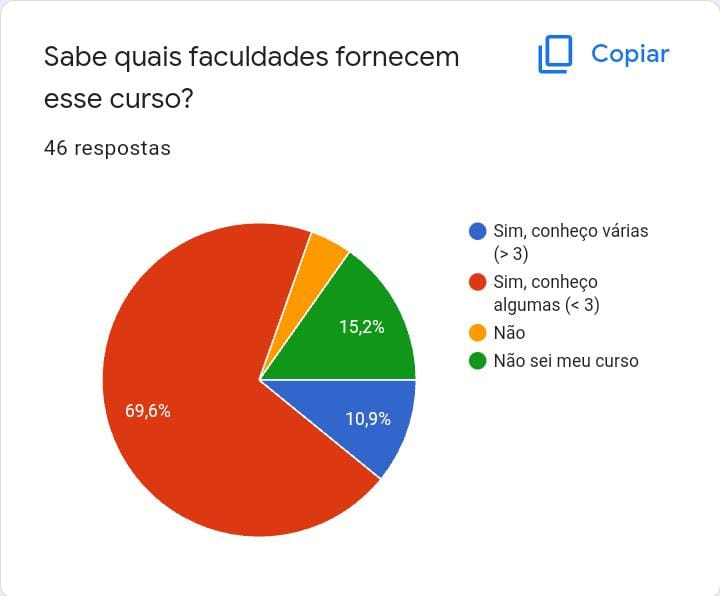 Sabe quais faculdades fornecem
esse curso?
Copiar
46 respostas
Sim, conheço várias
(> 3)
Sim, conheço
algumas (< 3)
Não
Não sei meu curso
15,2%
69,6%
10,9%